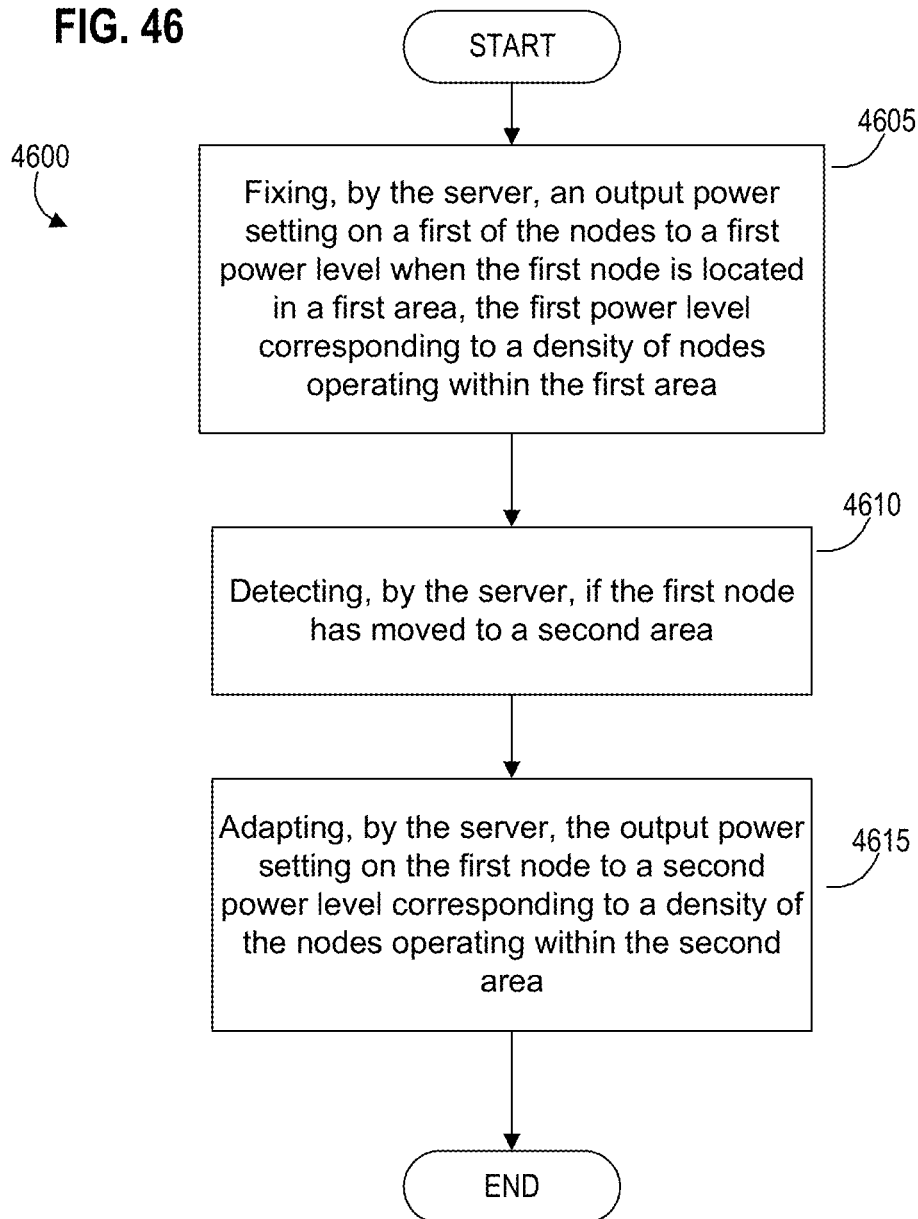 FIG. 46
START
4600
4605
Fixing, by the server, an output power
setting on a first of the nodes to a first
power level when the first node is located
in a first area, the first power level
corresponding to a density of nodes
operating within the first area
4610
Detecting, by the server, if the first node
has moved to a second area
Adapting, by the server, the output power
setting on the first node to a second
power level corresponding to a density of
the nodes operating within the second
area
4615
END